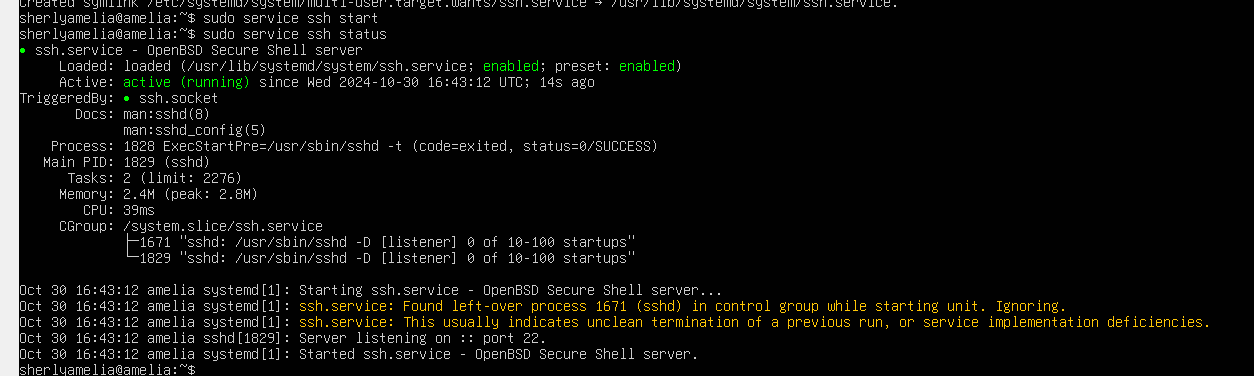 Created symlink /etc/systemd/system/multi-user.target.wants/ssh.service → /usr/lib/systemd/system/ssh.service.
sherlyamelia@amelia:~$ sudo service ssh start
sherlyamelia@amelia:~$ sudo service ssh status
● ssh.service - OpenBSD Secure Shell server
     Loaded: loaded (/usr/lib/systemd/system/ssh.service; enabled; preset: enabled)
     Active: active (running) since Wed 2024-10-30 16:43:12 UTC; 14s ago
TriggeredBy: ● ssh.socket
       Docs: man:sshd(8)
             man:sshd_config(5)
    Process: 1828 ExecStartPre=/usr/sbin/sshd -t (code=exited, status=0/SUCCESS)
   Main PID: 1829 (sshd)
      Tasks: 2 (limit: 2276)
     Memory: 2.4M (peak: 2.8M)
        CPU: 39ms
     CGroup: /system.slice/ssh.service
             ├─1671 "sshd: /usr/sbin/sshd -D [listener] 0 of 10-100 startups"
             └─1829 "sshd: /usr/sbin/sshd -D [listener] 0 of 10-100 startups"
Oct 30 16:43:12 amelia systemd[1]: Starting ssh.service - OpenBSD Secure Shell server...
Oct 30 16:43:12 amelia systemd[1]: ssh.service: Found left-over process 1671 (sshd) in control group while starting unit. Ignoring.
Oct 30 16:43:12 amelia systemd[1]: ssh.service: This usually indicates unclean termination of a previous run, or service implementation deficiencies.
Oct 30 16:43:12 amelia sshd[1829]: Server listening on :: port 22.
Oct 30 16:43:12 amelia systemd[1]: Started ssh.service - OpenBSD Secure Shell server.
sherlyamelia@amelia:~$